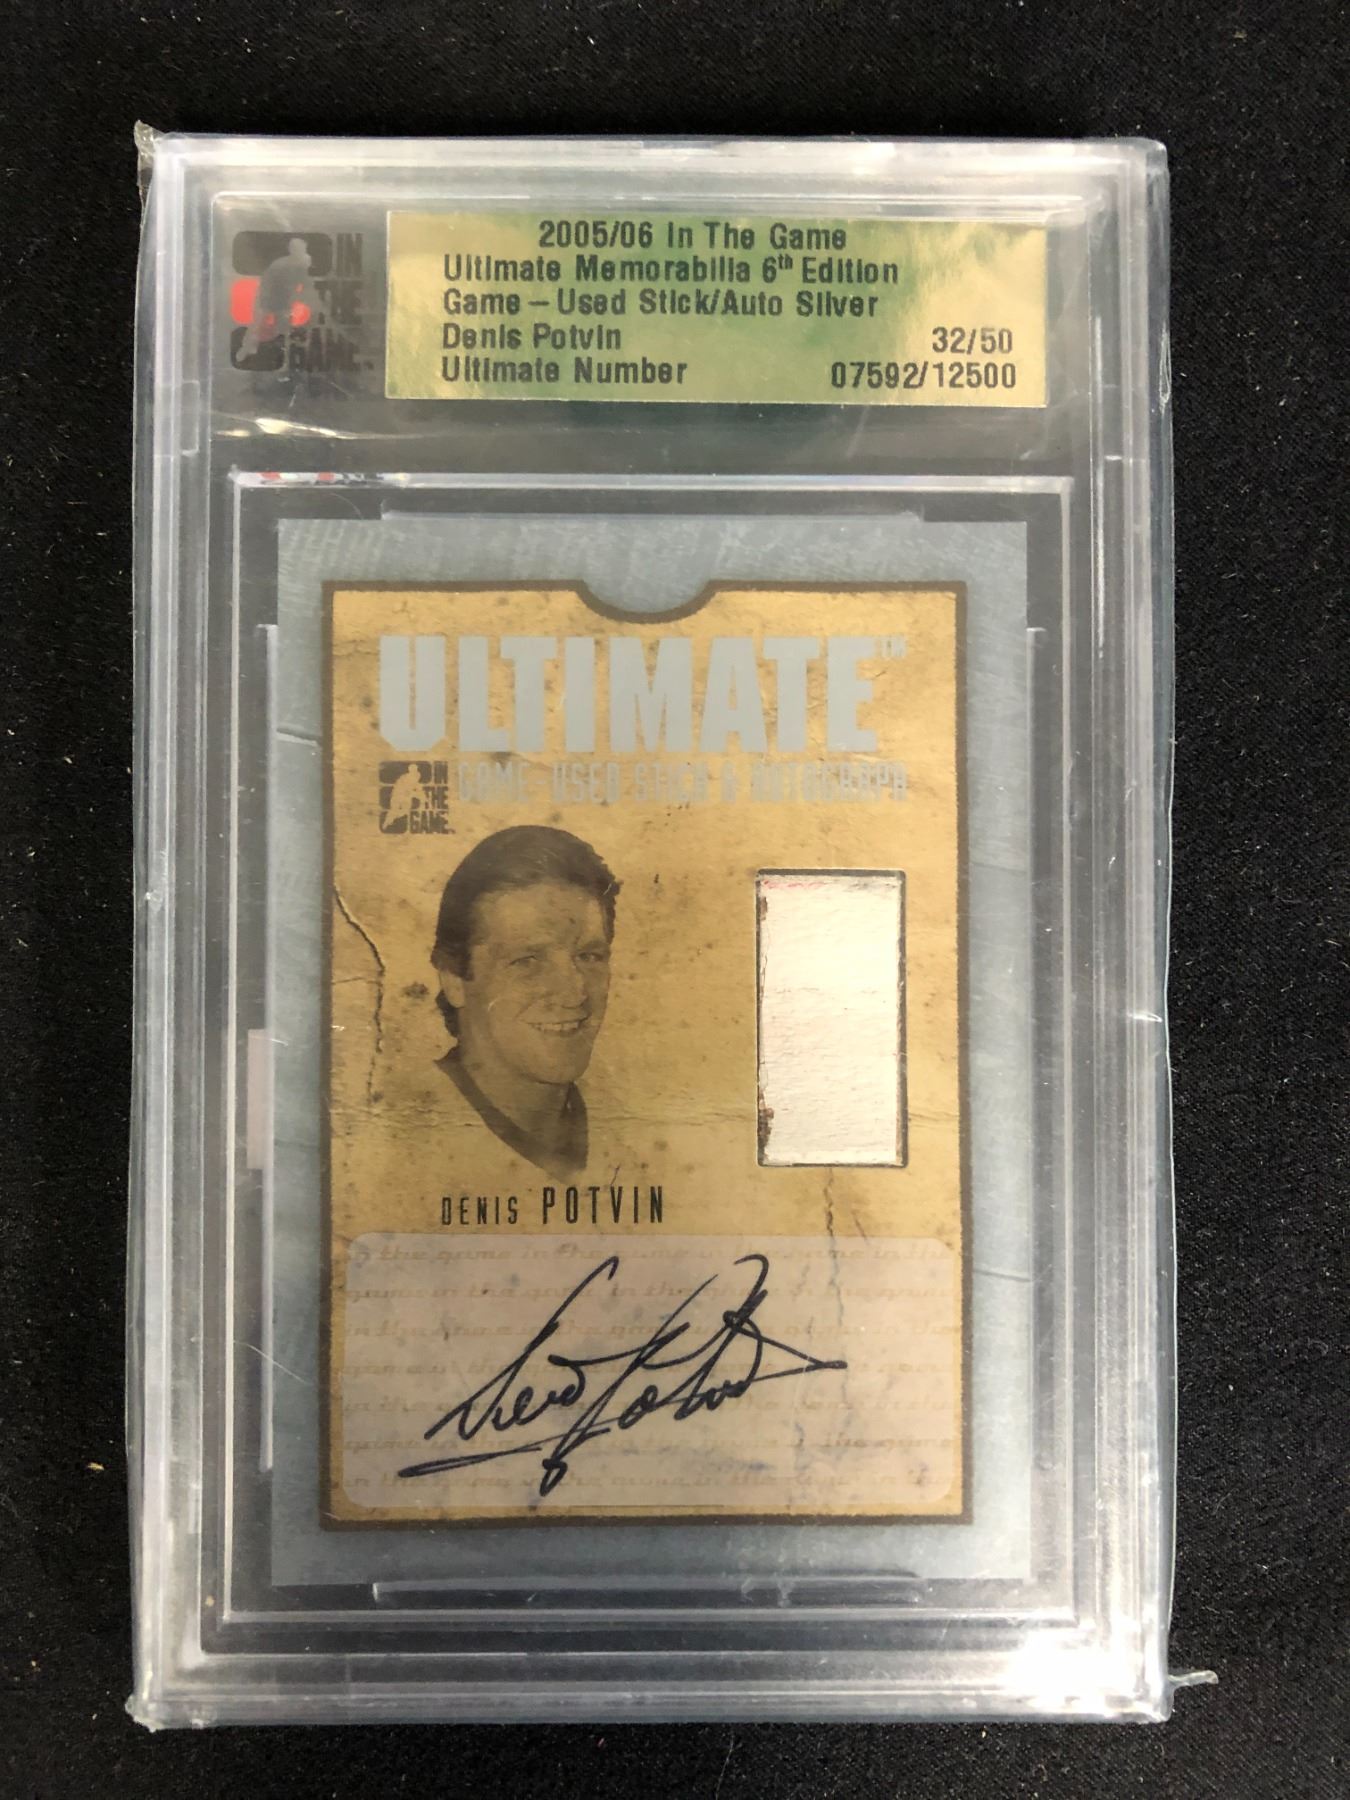 IN THE GAME
2005/06 In The Game
Ultimate Memorabilia 6th Edition
Game – Used Stick/Auto Silver
Denis Potvin 32/50
Ultimate Number 07592/12500
ULTIMATE™
IN THE GAME
GAME-USED STICK & AUTOGRAPH
DENIS POTVIN